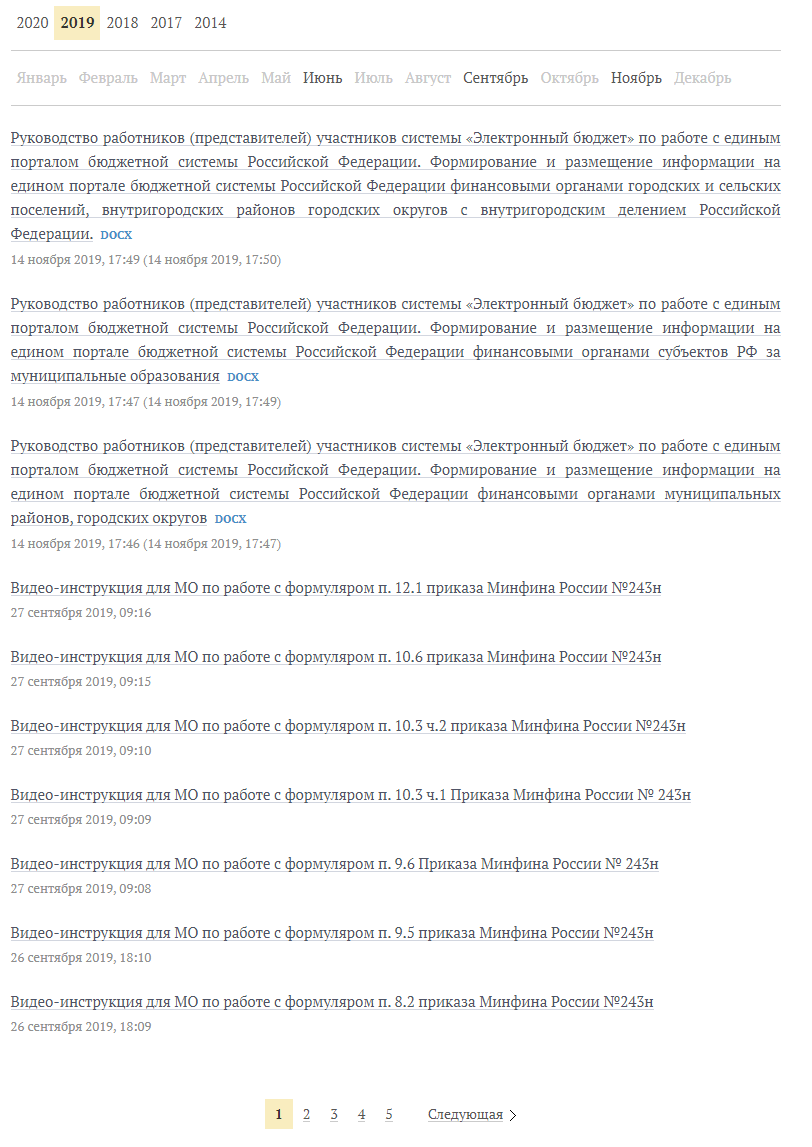 2020 2019 2018 2017 2014
Январь Февраль Март Апрель Май Июнь Июль Август Сентябрь Октябрь Ноябрь Декабрь
Руководство работников (представителей) участников системы «Электронный бюджет» по работе с единым
порталом бюджетной системы Российской Федерации. Формирование и размещение информации на
едином портале бюджетной системы Российской Федерации финансовыми органами городских и сельских
поселений, внутригородских районов городских округов с внутригородским делением Российской
Федерации. DOCX
14 ноября 2019, 17:49 (14 ноября 2019, 17:50)
Руководство работников (представителей) участников системы «Электронный бюджет» по работе с единым
порталом бюджетной системы Российской Федерации. Формирование и размещение информации на
едином портале бюджетной системы Российской Федерации финансовыми органами субъектов РФ за
муниципальные образования DOCX
14 ноября 2019, 17:47 (14 ноября 2019, 17:49)
Руководство работников (представителей) участников системы «Электронный бюджет» по работе с единым
порталом бюджетной системы Российской Федерации. Формирование и размещение информации на
едином портале бюджетной системы Российской Федерации финансовыми органами муниципальных
районов, городских округов DOCX
14 ноября 2019, 17:46 (14 ноября 2019, 17:47)
Видео-инструкция для МО по работе с формуляром п. 12.1 приказа Минфина России №243н
27 сентября 2019, 09:16
Видео-инструкция для МО по работе с формуляром п. 10.6 приказа Минфина России №243н
27 сентября 2019, 09:15
Видео-инструкция для МО по работе с формуляром п. 10.3 ч.2 приказа Минфина России №243н
27 сентября 2019, 09:10
Видео-инструкция для МО по работе с формуляром п. 10.3 ч.1 Приказа Минфина России № 243н
27 сентября 2019, 09:09
Видео-инструкция для МО по работе с формуляром п. 9.6 Приказа Минфина России № 243н
27 сентября 2019, 09:08
Видео-инструкция для МО по работе с формуляром п. 9.5 приказа Минфина России №243н
26 сентября 2019, 18:10
Видео-инструкция для МО по работе с формуляром п. 8.2 приказа Минфина России №243н
26 сентября 2019, 18:09
1 2 3 4 5 Следующая